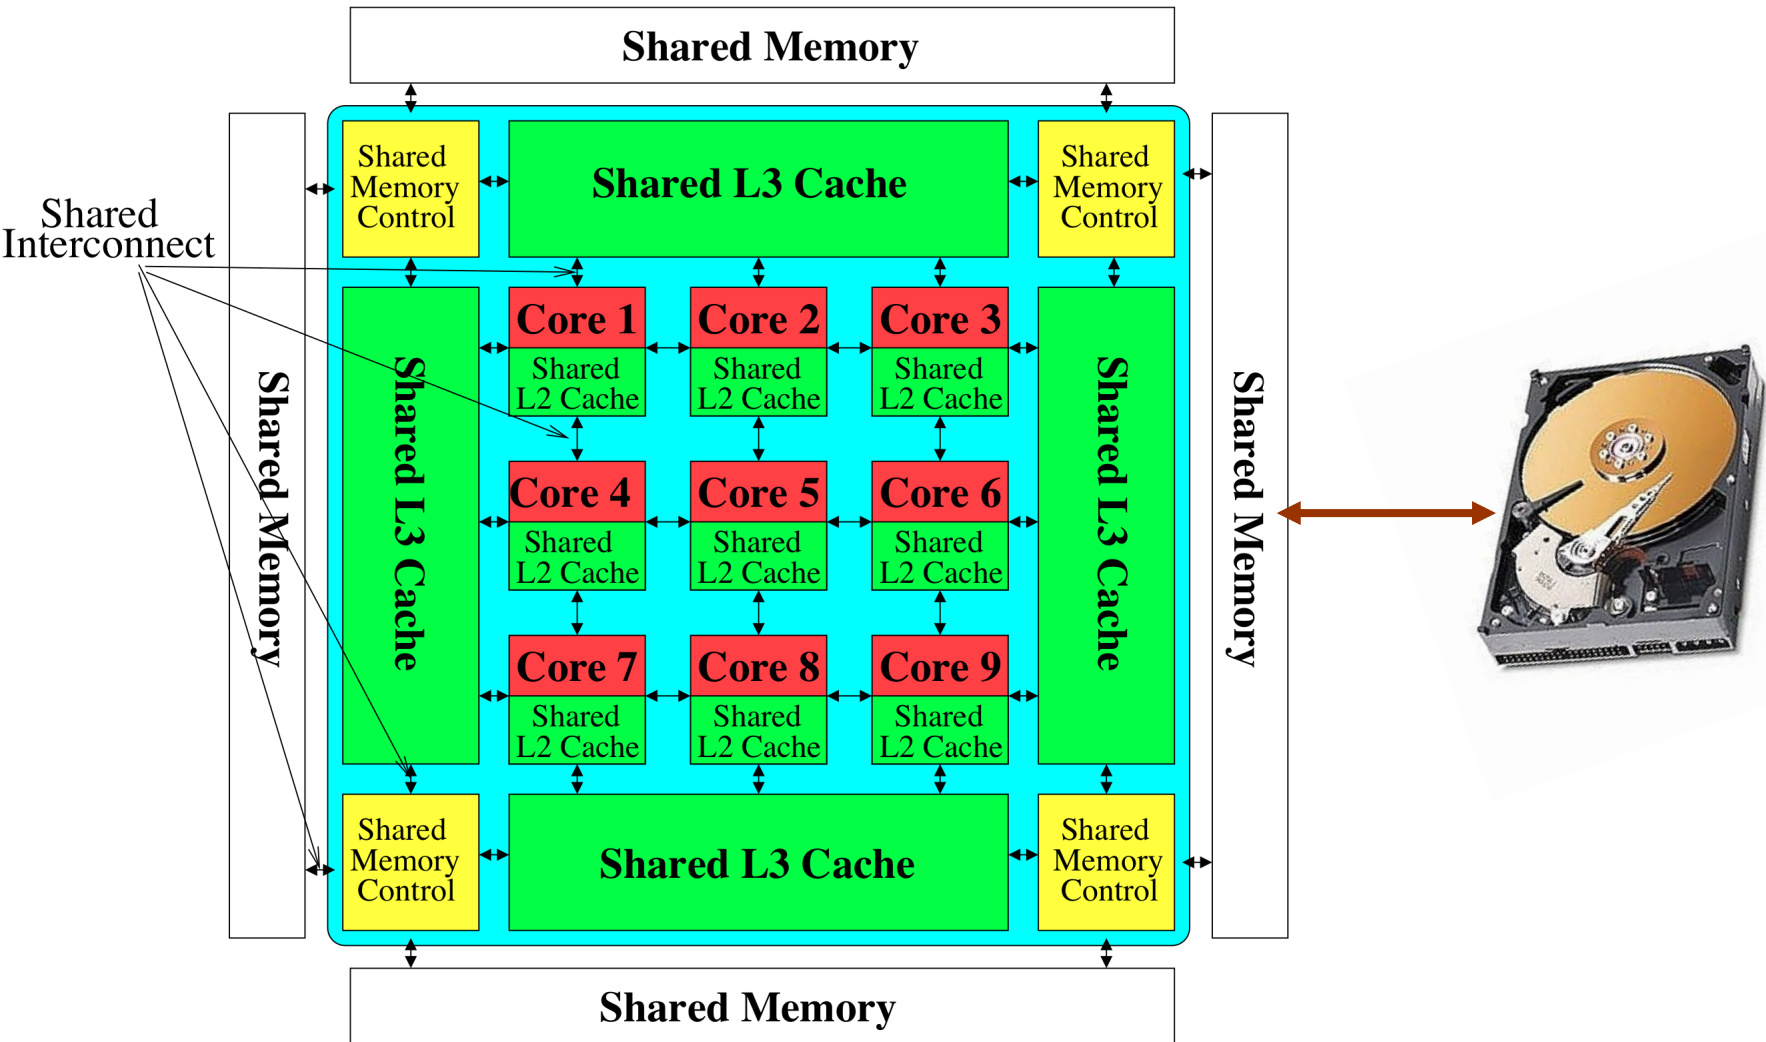 Shared Memory
Shared
Memory
Control
Shared L3 Cache
Shared
Memory
Control
Shared
Interconnect
Shared Memory
Shared L3 Cache
Core 1
Shared
L2 Cache
Core 2
Shared
L2 Cache
Core 3
Shared
L2 Cache
Core 4
Shared
L2 Cache
Core 5
Shared
L2 Cache
Core 6
Shared
L2 Cache
Core 7
Shared
L2 Cache
Core 8
Shared
L2 Cache
Core 9
Shared
L2 Cache
Shared L3 Cache
Shared Memory
Shared
Memory
Control
Shared L3 Cache
Shared
Memory
Control
Shared Memory